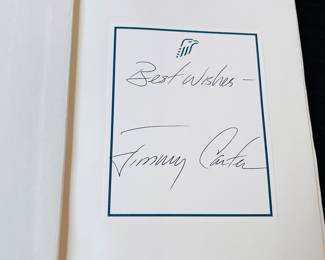 Best Wishes –
Jimmy Carter